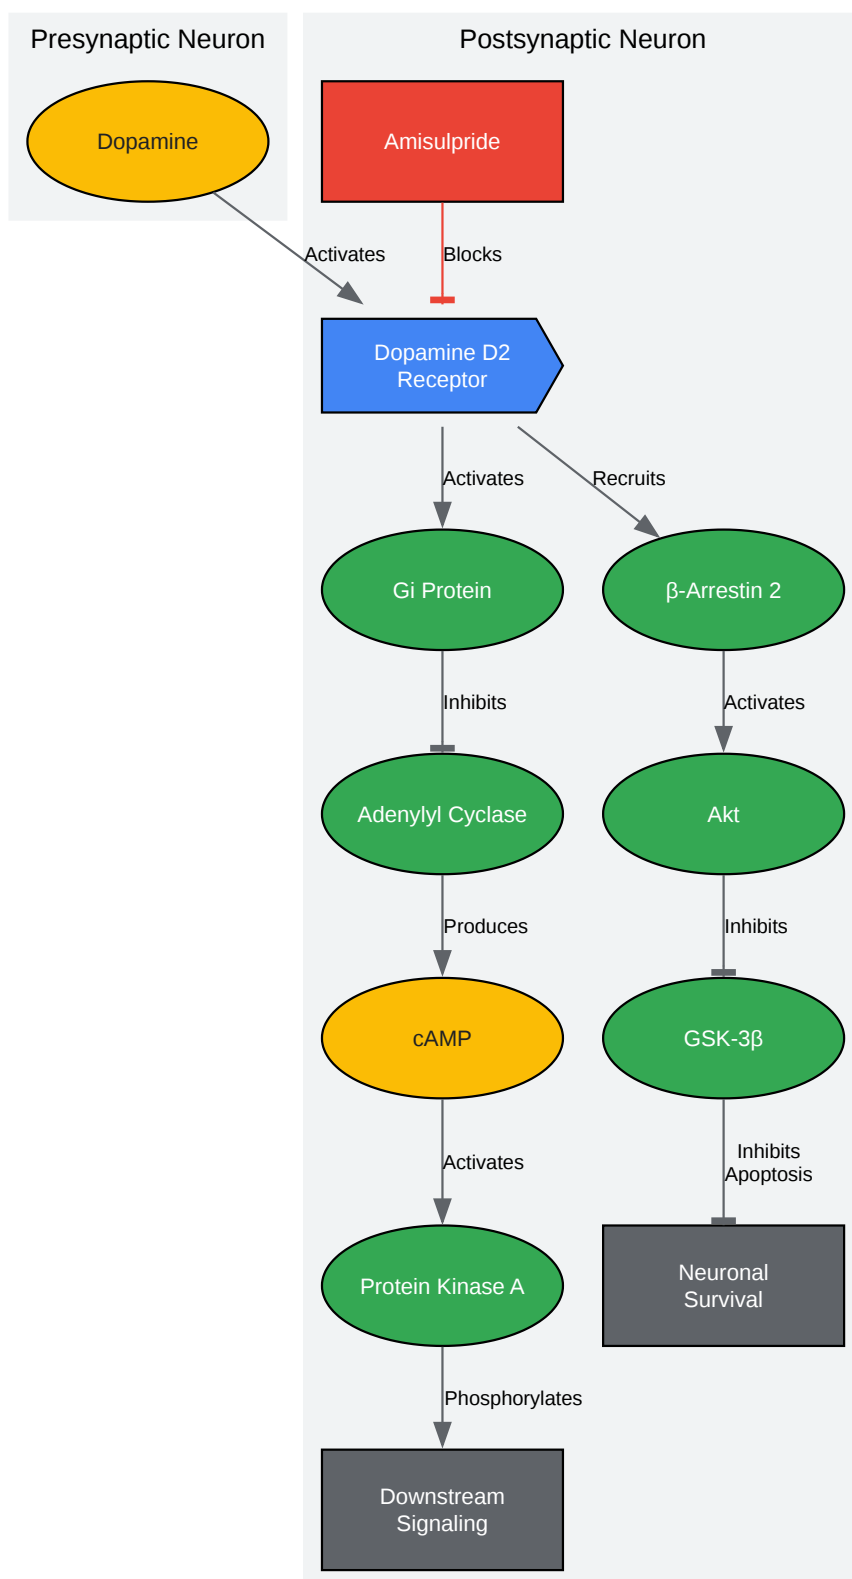 Presynaptic Neuron
Postsynaptic Neuron
Dopamine
Amisulpride
Activates
Blocks
Dopamine D2
Receptor
Activates
Recruits
Gi Protein
β-Arrestin 2
Inhibits
Activates
Adenylyl Cyclase
Akt
Produces
Inhibits
cAMP
GSK-3β
Activates
Inhibits
Apoptosis
Protein Kinase A
Neuronal
Survival
Phosphorylates
Downstream
Signaling